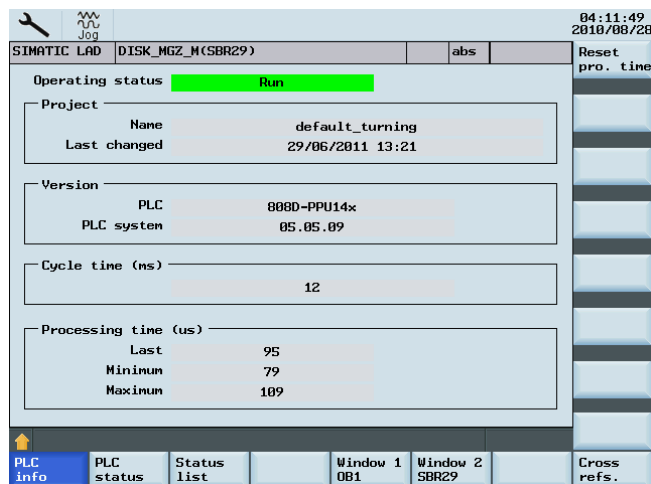 04:11:49
Jog
2010/08/28
SIMATIC LAD DISK_MGZ_M(SBR29) abs
Reset
pro. time
Operating status Run
Project
Name default_turning
Last changed 29/06/2011 13:21
Version
PLC 808D-PPU14x
PLC system 05.05.09
Cycle time (ms)
12
Processing time (us)
Last 95
Minimum 79
Maximum 109
PLC info
PLC status
Status list
Window 1 OB1
Window 2 SBR29
Cross refs.